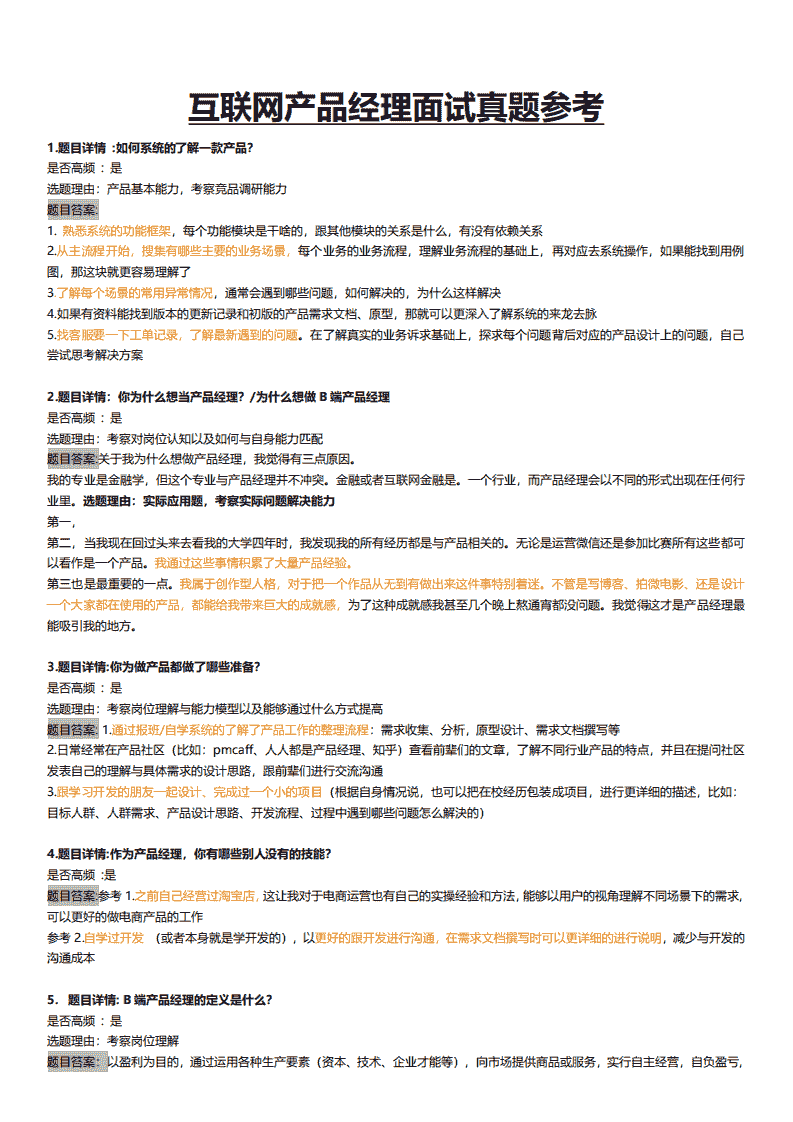 互联网产品经理面试真题参考
1.题目详情 :如何系统的了解一款产品？
是否高频 ：是
选题理由：产品基本能力，考察竞品调研能力
题目答案:
1. 熟悉系统的功能框架，每个功能模块是干啥的，跟其他模块的关系是什么，有没有依赖关系
2.从主流程开始，搜集有哪些主要的业务场景，每个业务的业务流程，理解业务流程的基础上，再对应去系统操作，如果能找到用例
图，那这块就更容易理解了
3.了解每个场景的常用异常情况，通常会遇到哪些问题，如何解决的，为什么这样解决
4.如果有资料能找到版本的更新记录和初版的产品需求文档、原型，那就可以更深入了解系统的来龙去脉
5.找客服要一下工单记录，了解最新遇到的问题。在了解真实的业务诉求基础上，探求每个问题背后对应的产品设计上的问题，自己
尝试思考解决方案
2.题目详情：你为什么想当产品经理？/为什么想做 B 端产品经理
是否高频 ：是
选题理由：考察对岗位认知以及如何与自身能力匹配
题目答案:关于我为什么想做产品经理，我觉得有三点原因。
我的专业是金融学，但这个专业与产品经理并不冲突。金融或者互联网金融是。一个行业，而产品经理会以不同的形式出现在任何行
业里。选题理由：实际应用题，考察实际问题解决能力
第一，
第二，当我现在回过头来去看我的大学四年时，我发现我的所有经历都是与产品相关的。无论是运营微信还是参加比赛所有这些都可
以看作是一个产品。我通过这些事情积累了大量产品经验。
第三也是最重要的一点。我属于创作型人格，对于把一个作品从无到有做出来这件事特别着迷。不管是写博客、拍微电影、还是设计
一个大家都在使用的产品，都能给我带来巨大的成就感，为了这种成就感我甚至几个晚上熬通宵都没问题。我觉得这才是产品经理最
能吸引我的地方。
3.题目详情:你为做产品都做了哪些准备？
是否高频 ：是
选题理由：考察岗位理解与能力模型以及能够通过什么方式提高
题目答案: 1.通过报班/自学系统的了解了产品工作的整理流程：需求收集、分析，原型设计、需求文档撰写等
2.日常经常在产品社区（比如：pmcaff、人人都是产品经理、知乎）查看前辈们的文章，了解不同行业产品的特点，并且在提问社区
发表自己的理解与具体需求的设计思路，跟前辈们进行交流沟通
3.跟学习开发的朋友一起设计、完成过一个小的项目（根据自身情况说，也可以把在校经历包装成项目，进行更详细的描述，比如：
目标人群、人群需求、产品设计思路、开发流程、过程中遇到哪些问题怎么解决的）
4.题目详情:作为产品经理，你有哪些别人没有的技能？
是否高频 :是
题目答案:参考 1.之前自己经营过淘宝店，这让我对于电商运营也有自己的实操经验和方法，能够以用户的视角理解不同场景下的需求，
可以更好的做电商产品的工作
参考 2.自学过开发 （或者本身就是学开发的），以更好的跟开发进行沟通，在需求文档撰写时可以更详细的进行说明，减少与开发的
沟通成本
5. 题目详情: B 端产品经理的定义是什么？
是否高频 ：是
选题理由：考察岗位理解
题目答案：以盈利为目的，通过运用各种生产要素（资本、技术、企业才能等），向市场提供商品或服务，实行自主经营，自负盈亏，